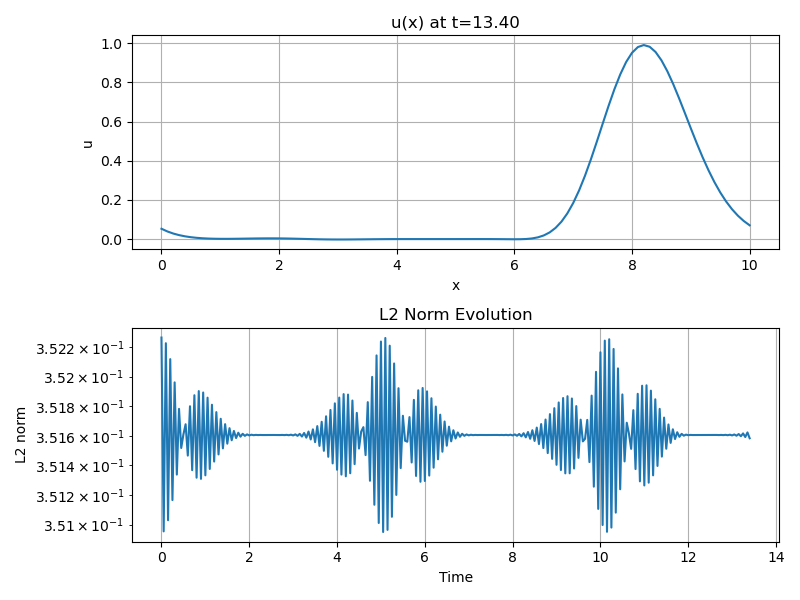 u(x) at t=13.40
1.0
0.8
0.6
0.4
0.2
0.0
u
0 2 4 6 8 10
x
L2 Norm Evolution
3.522 × 10⁻¹
3.52 × 10⁻¹
3.518 × 10⁻¹
3.516 × 10⁻¹
3.514 × 10⁻¹
3.512 × 10⁻¹
3.51 × 10⁻¹
L2 norm
0 2 4 6 8 10 12 14
Time